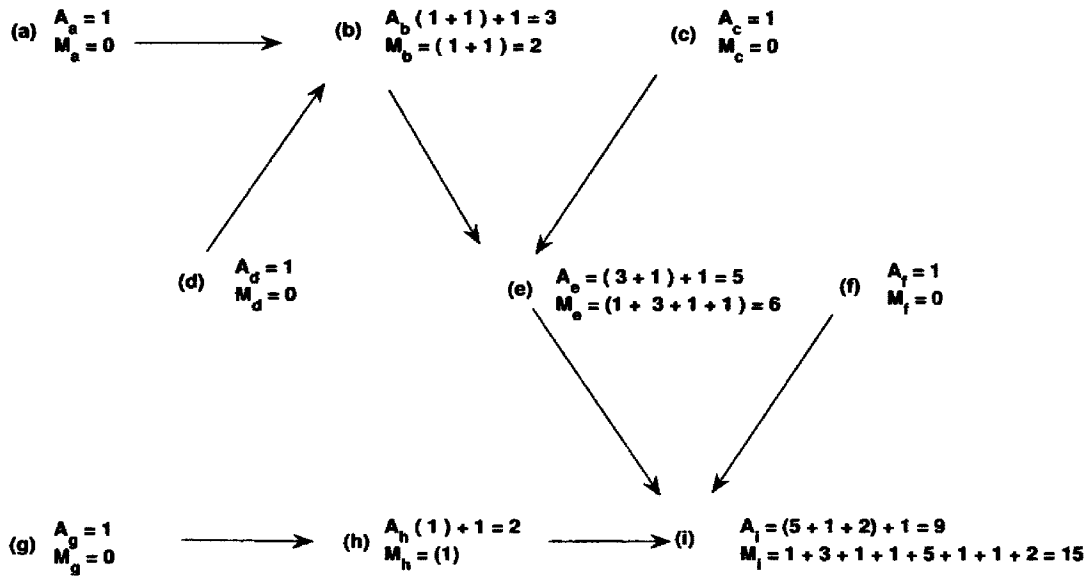 (a) A_a = 1
M_a = 0
(b) A_b ( 1 + 1 ) + 1 = 3
M_b = ( 1 + 1 ) = 2
(c) A_c = 1
M_c = 0
(d) A_d = 1
M_d = 0
(e) A_e = ( 3 + 1 ) + 1 = 5
M_e = (1 + 3 + 1 + 1 ) = 6
(f) A_f = 1
M_f = 0
(g) A_g = 1
M_g = 0
(h) A_h ( 1 ) + 1 = 2
M_h = (1)
(i) A_i = (5 + 1 + 2) + 1 = 9
M_i = 1 + 3 + 1 + 1 + 5 + 1 + 1 + 2 = 15